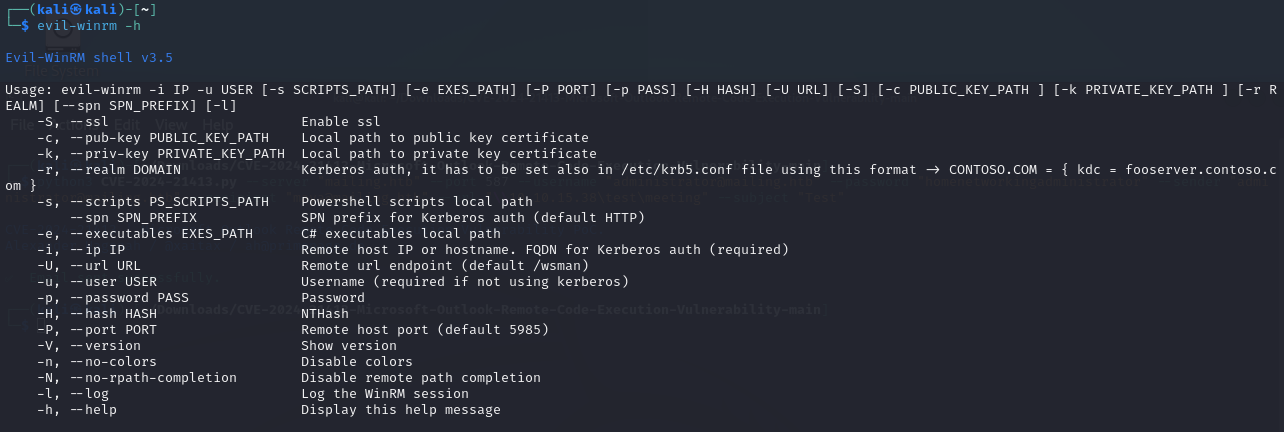 ┌──(kali㉿kali)-[~]
└─$ evil-winrm -h
Evil-WinRM shell v3.5
Usage: evil-winrm -i IP -u USER [-s SCRIPTS_PATH] [-e EXES_PATH] [-P PORT] [-p PASS] [-H HASH] [-U URL] [-S] [-c PUBLIC_KEY_PATH ] [-k PRIVATE_KEY_PATH ] [-r R
EALM] [--spn SPN_PREFIX] [-l]
-S, --ssl Enable ssl
-c, --pub-key PUBLIC_KEY_PATH Local path to public key certificate
-k, --priv-key PRIVATE_KEY_PATH Local path to private key certificate
-r, --realm DOMAIN Kerberos auth, it has to be set also in /etc/krb5.conf file using this format -> CONTOSO.COM = { kdc = fooserver.contoso.c
om }
-s, --scripts PS_SCRIPTS_PATH Powershell scripts local path
--spn SPN_PREFIX SPN prefix for Kerberos auth (default HTTP)
-e, --executables EXES_PATH C# executables local path
-i, --ip IP Remote host IP or hostname. FQDN for Kerberos auth (required)
-U, --url URL Remote url endpoint (default /wsman)
-u, --user USER Username (required if not using kerberos)
-p, --password PASS Password
-H, --hash HASH NTHash
-P, --port PORT Remote host port (default 5985)
-V, --version Show version
-n, --no-colors Disable colors
-N, --no-rpath-completion Disable remote path completion
-l, --log Log the WinRM session
-h, --help Display this help message